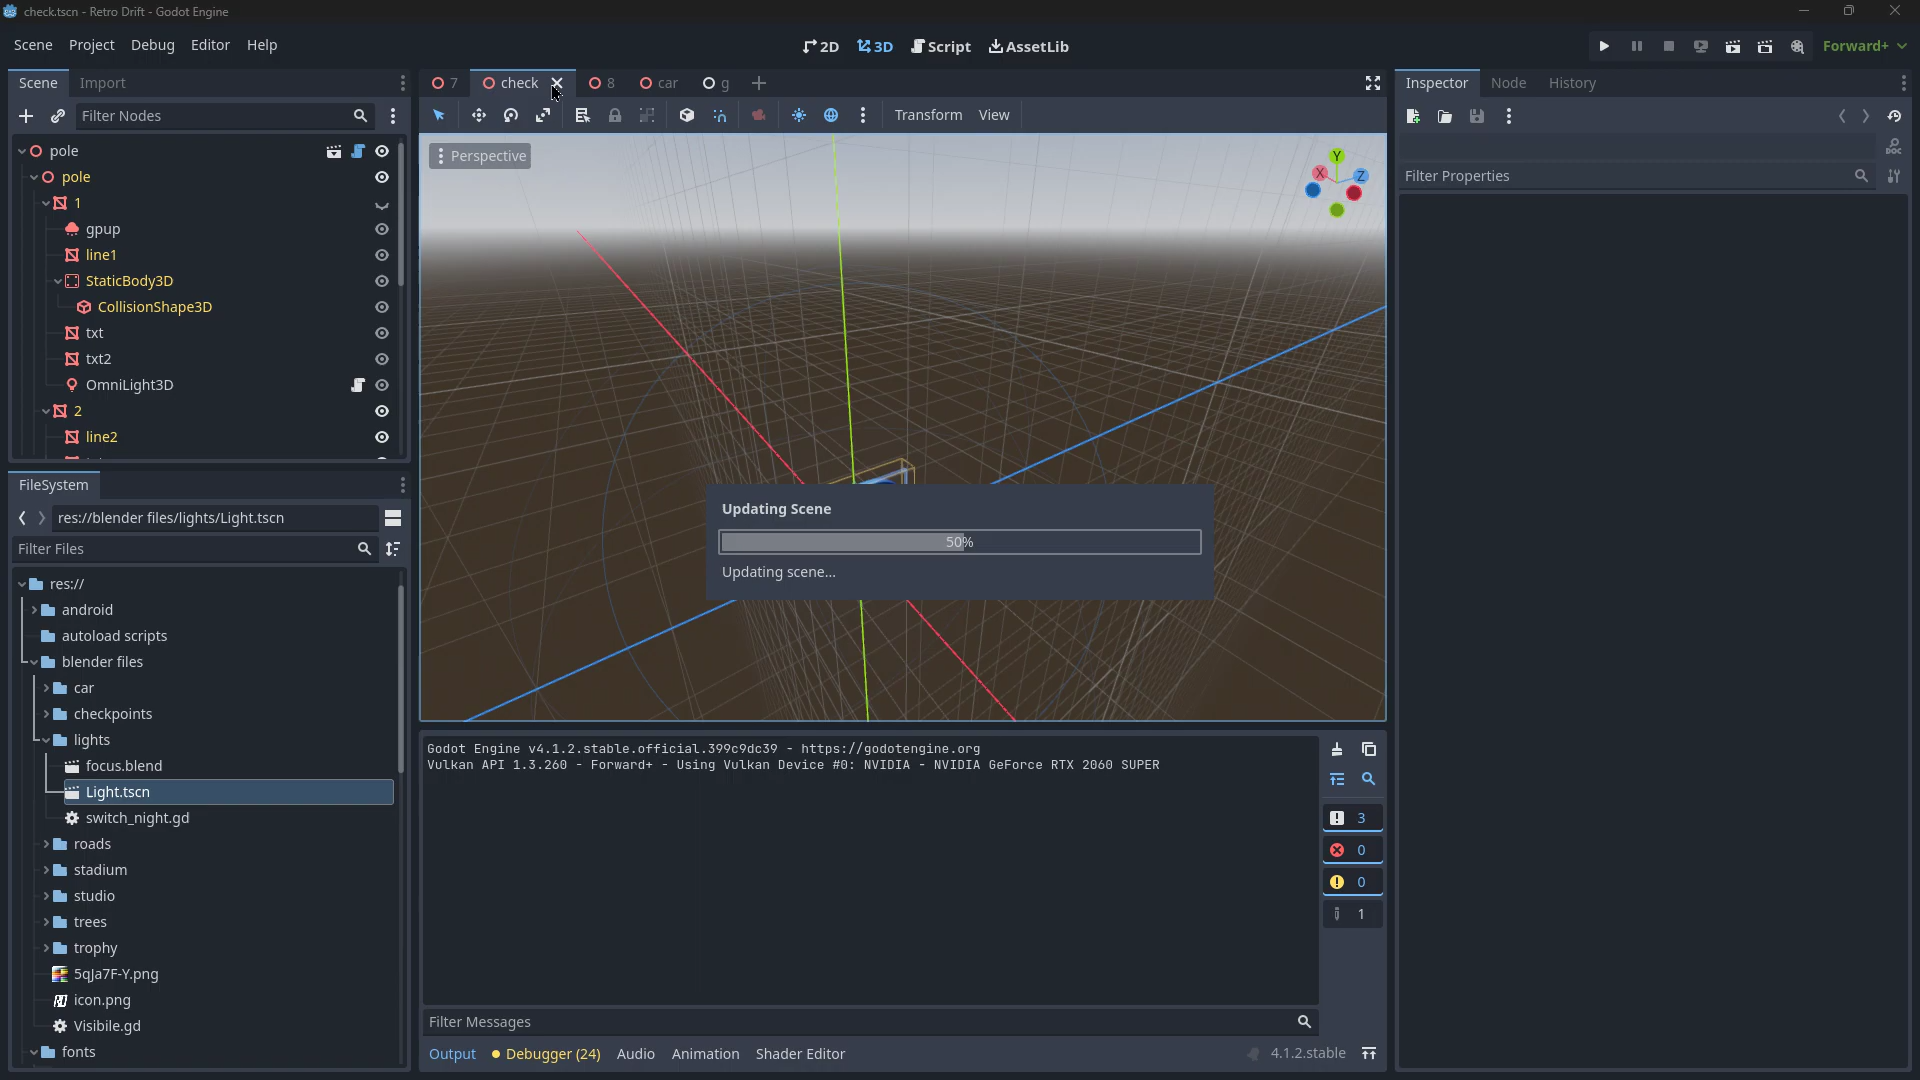 check.tscn - Retro Drift - Godot Engine
Scene Project Debug Editor Help
2D 3D Script AssetLib
Forward+
Scene Import
7 check 8 car g
Inspector Node History
Filter Nodes
Transform View
pole
pole
1
gpup
line1
StaticBody3D
CollisionShape3D
txt
txt2
OmniLight3D
2
line2
Perspective
Y
X
Z
DOC
Filter Properties
Updating Scene
50%
Updating scene...
FileSystem
res://blender files/lights/Light.tscn
Filter Files
res://
android
autoload scripts
blender files
car
checkpoints
lights
focus.blend
Light.tscn
switch_night.gd
roads
stadium
studio
trees
trophy
5qJa7F-Y.png
icon.png
Visibile.gd
fonts
Godot Engine v4.1.2.stable.official.399c9dc39 - https://godotengine.org
Vulkan API 1.3.260 - Forward+ - Using Vulkan Device #0: NVIDIA - NVIDIA GeForce RTX 2060 SUPER
3
0
0
1
Filter Messages
Output Debugger (24) Audio Animation Shader Editor
4.1.2.stable